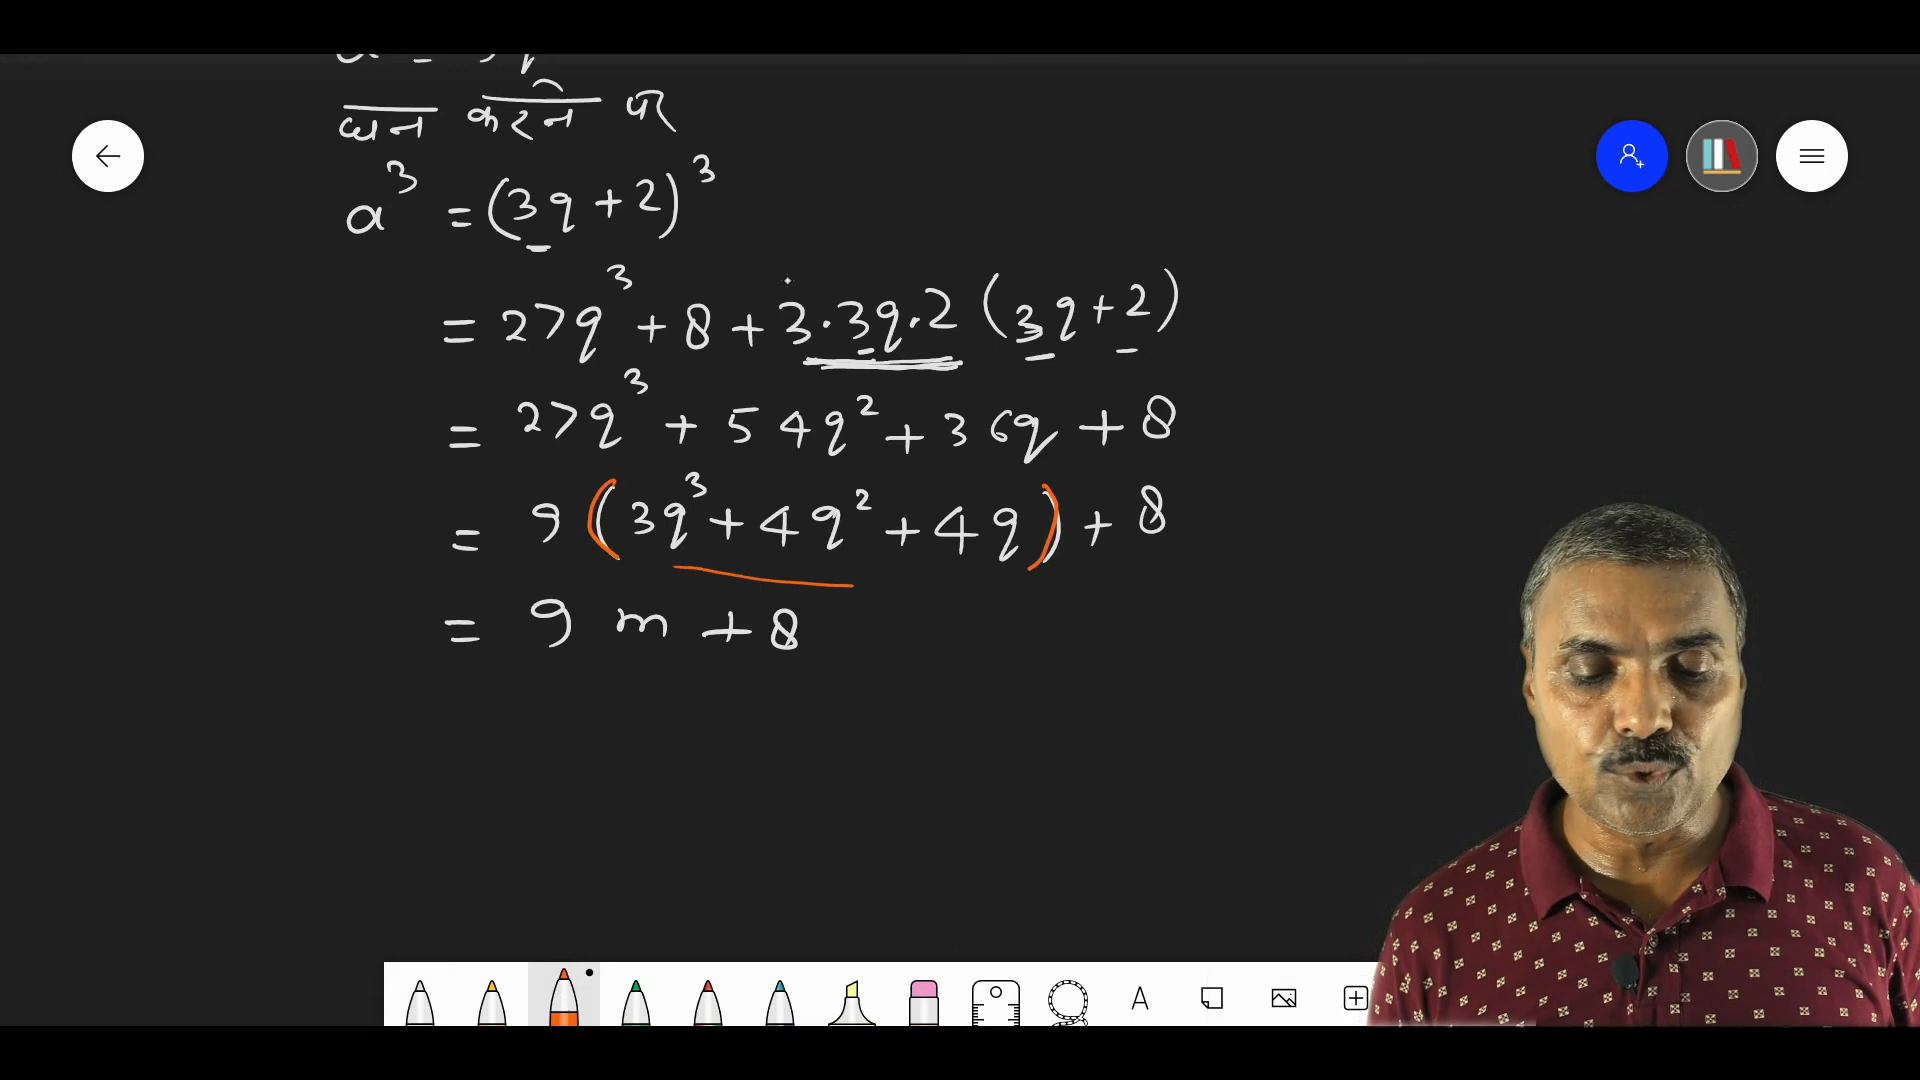 घन करने पर
a³ = (3q+2)³
= 27q³ + 8 + 3·3q·2 (3q+2)
= 27q³ + 54q² + 36q + 8
= 9 (3q³ + 4q² + 4q) + 8
= 9 m + 8
A